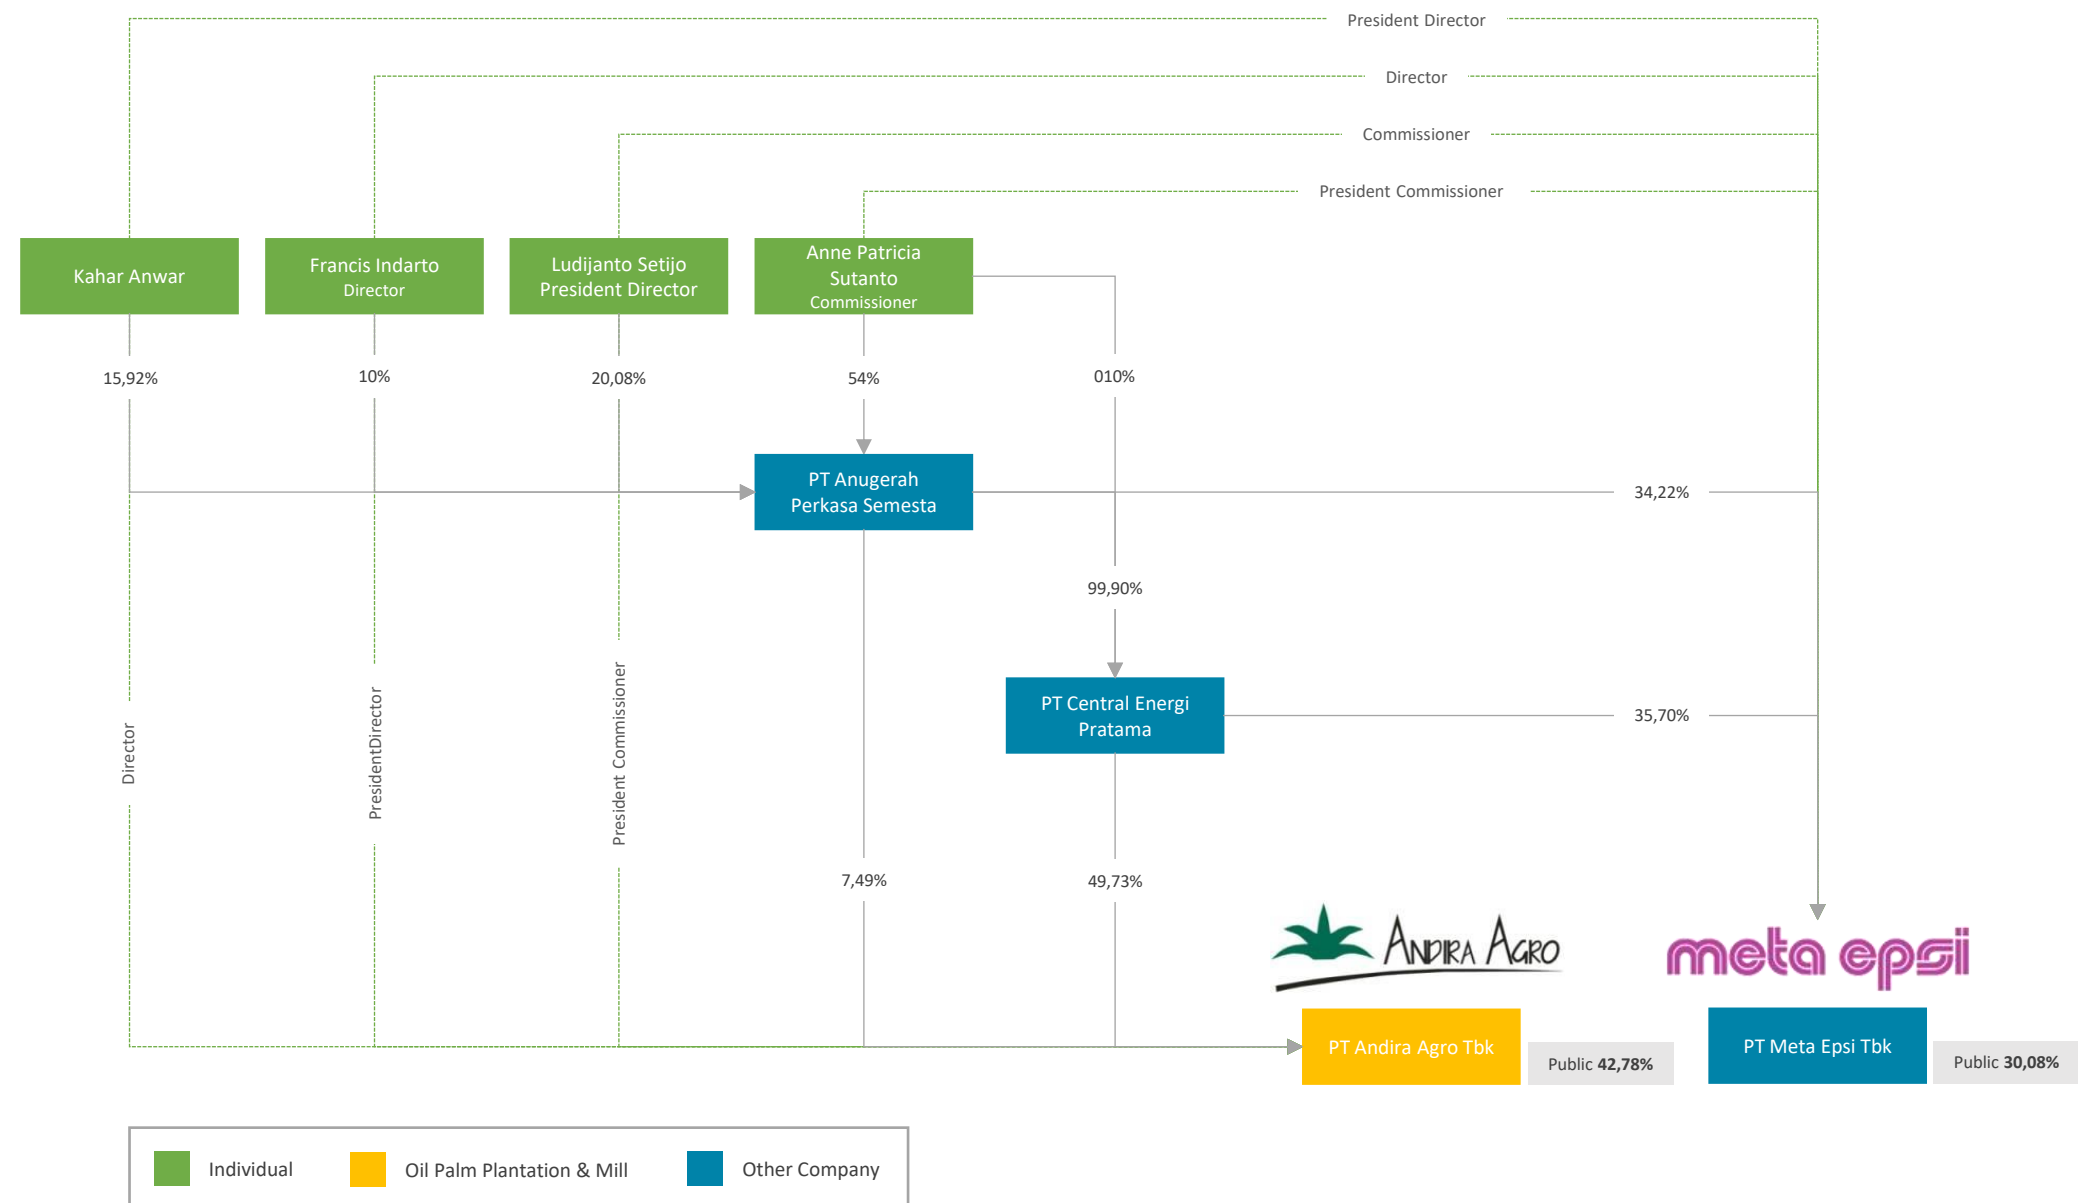 President Director
Director
Commissioner
President Commissioner
Kahar Anwar
Francis Indarto
Director
Ludijanto Setijo
President Director
Anne Patricia
Sutanto
Commissioner
15,92%
10%
20,08%
54%
010%
PT Anugerah
Perkasa Semesta
34,22%
99,90%
PT Central Energi
Pratama
35,70%
Director
PresidentDirector
President Commissioner
7,49%
49,73%
ANDIRA AGRO
meta epsii
PT Andira Agro Tbk
Public 42,78%
PT Meta Epsi Tbk
Public 30,08%
Individual
Oil Palm Plantation & Mill
Other Company